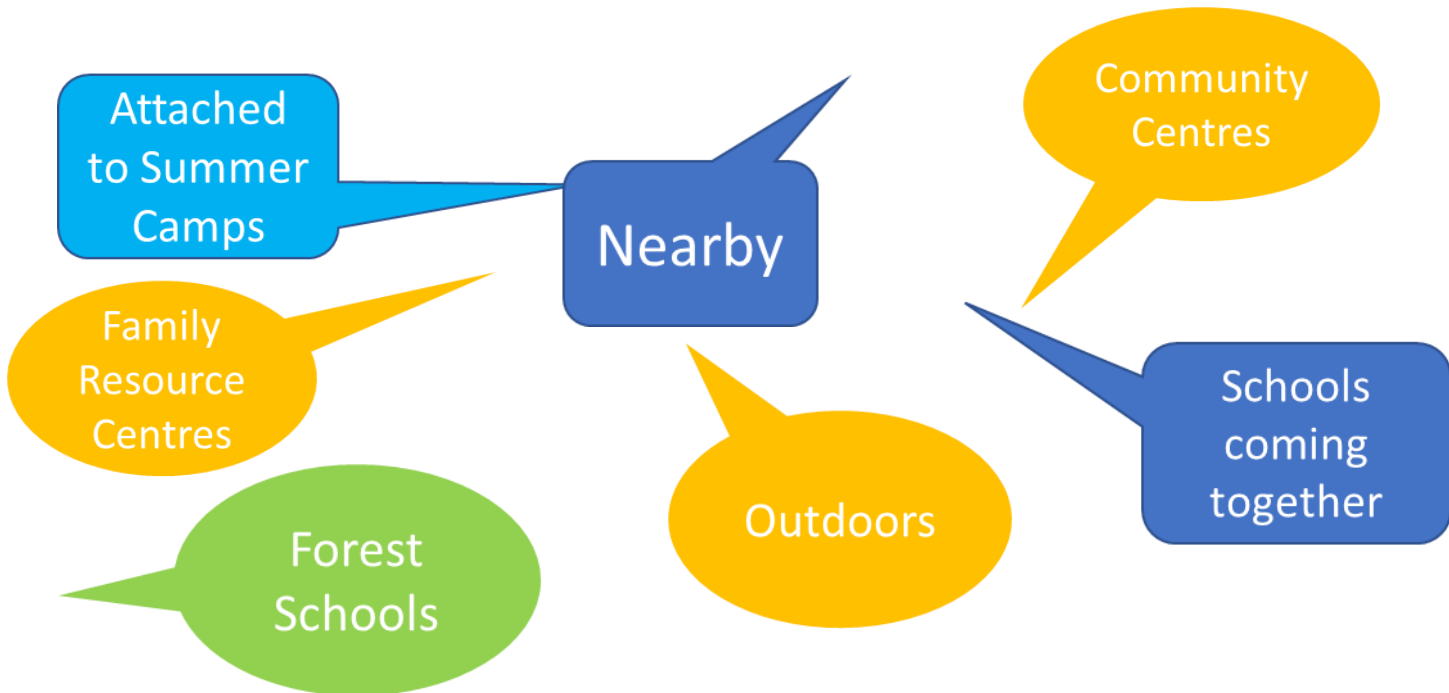 Attached
to Summer
Camps
Nearby
Community
Centres
Family
Resource
Centres
Schools
coming
together
Outdoors
Forest
Schools